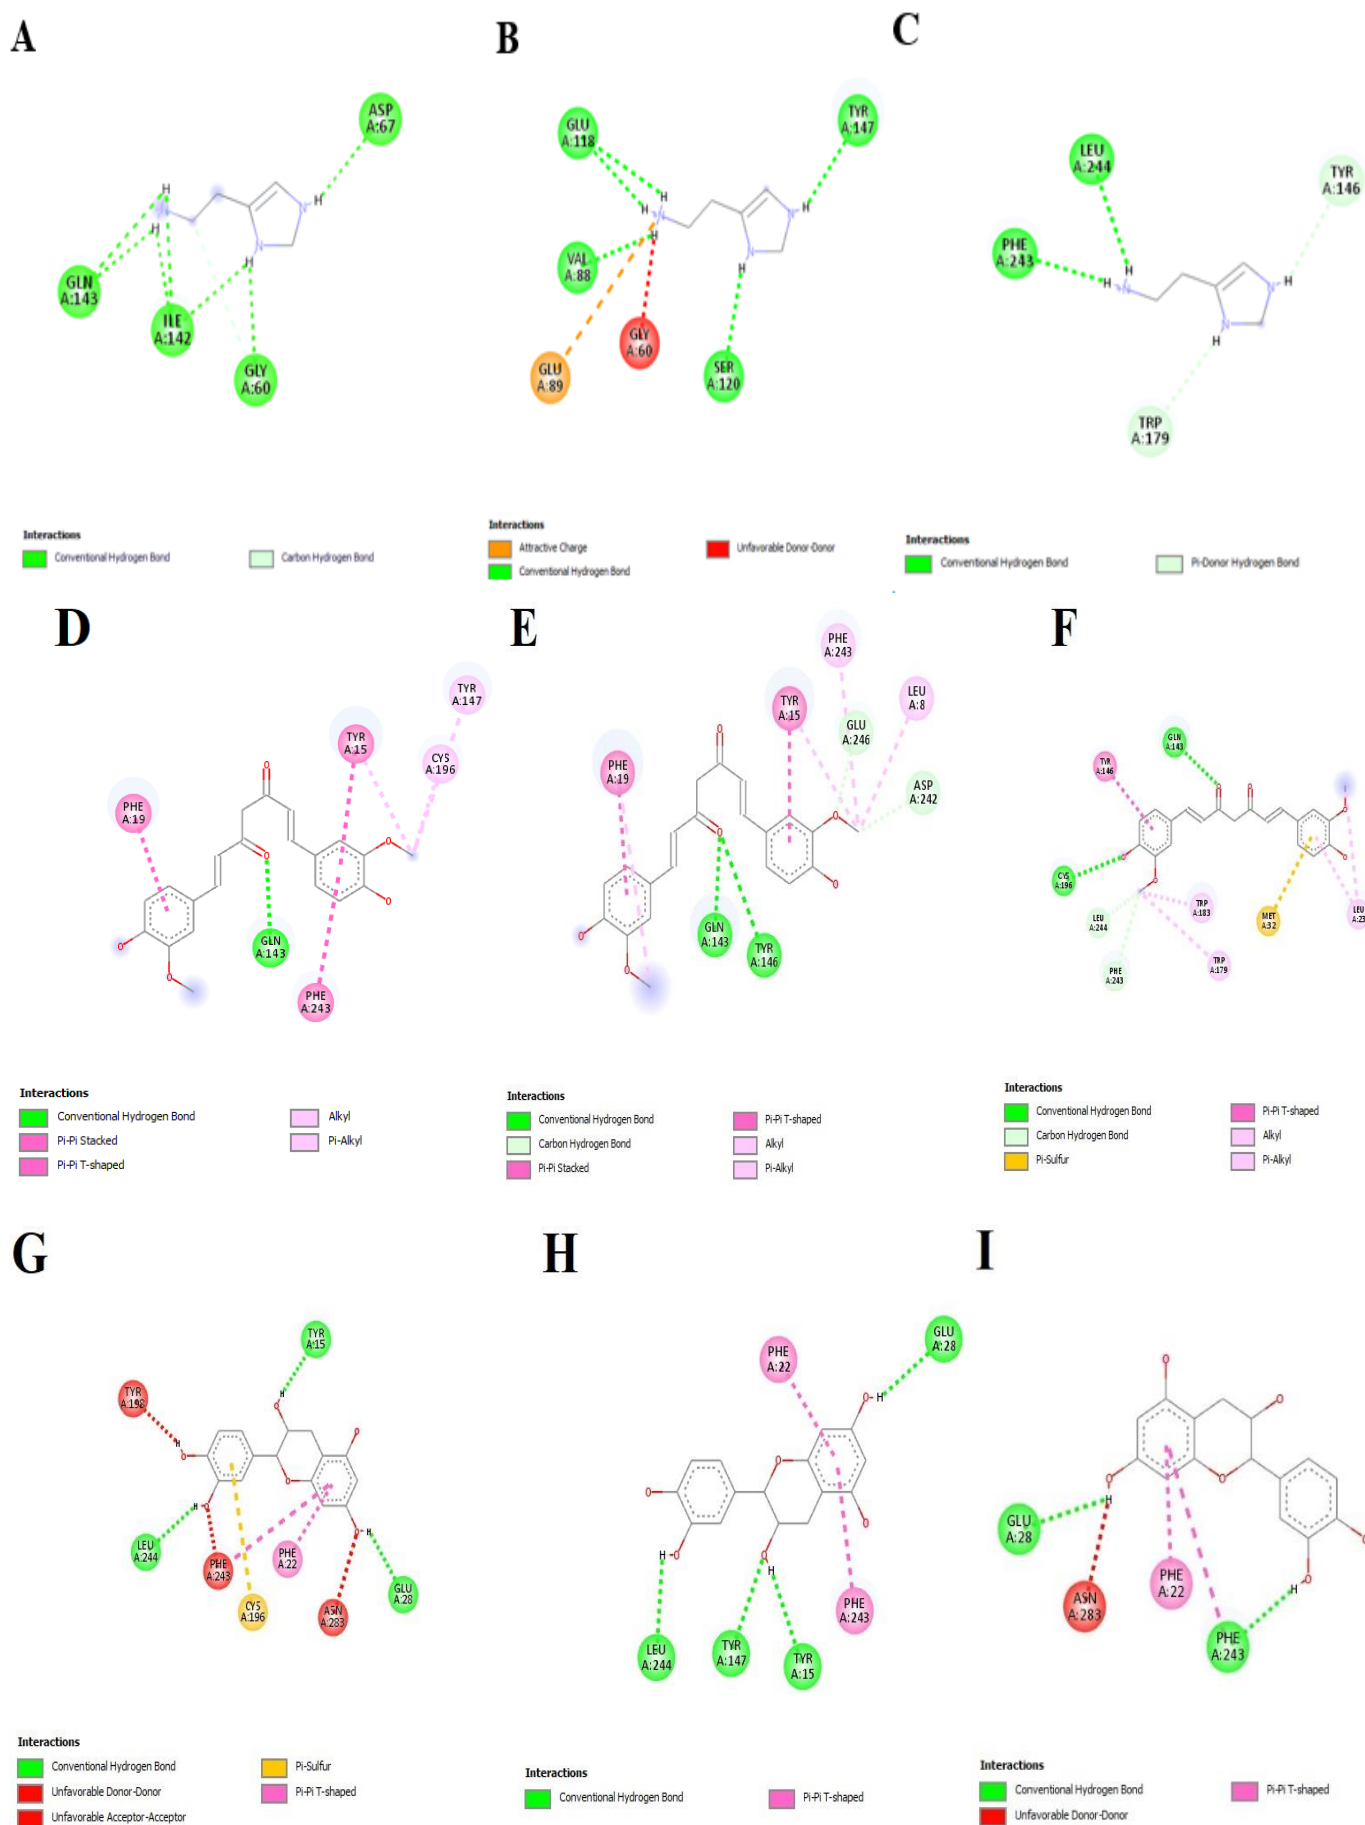 A
B
C
ASP
A:67
GLN
A:143
ILE
A:142
GLY
A:60
H
H
H
H
N
N
GLU
A:118
TYR
A:147
VAL
A:88
GLU
A:89
GLY
A:60
SER
A:120
H
H
H
H
H
N
N
N
LEU
A:244
TYR
A:146
PHE
A:243
TRP
A:179
H
H
H
H
N
N
N
Interactions
Conventional Hydrogen Bond
Carbon Hydrogen Bond
Interactions
Attractive Charge
Unfavorable Donor-Donor
Conventional Hydrogen Bond
Interactions
Conventional Hydrogen Bond
Pi-Donor Hydrogen Bond
D
E
F
TYR
A:147
TYR
A:15
CYS
A:196
PHE
A:19
GLN
A:143
PHE
A:243
O
O
O
O
O
O
PHE
A:243
LEU
A:8
TYR
A:15
GLU
A:246
PHE
A:19
ASP
A:242
GLN
A:143
TYR
A:146
O
O
O
O
O
O
GLN
A:143
TYR
A:146
CYS
A:196
LEU
A:244
TRP
A:183
MET
A:32
LEU
A:23
PHE
A:243
TRP
A:179
O
O
O
O
O
O
Interactions
Conventional Hydrogen Bond
Alkyl
Pi-Pi Stacked
Pi-Alkyl
Pi-Pi T-shaped
Interactions
Conventional Hydrogen Bond
Pi-Pi T-shaped
Carbon Hydrogen Bond
Alkyl
Pi-Pi Stacked
Pi-Alkyl
Interactions
Conventional Hydrogen Bond
Pi-Pi T-shaped
Carbon Hydrogen Bond
Alkyl
Pi-Sulfur
Pi-Alkyl
G
H
I
TYR
A:15
TYR
A:198
LEU
A:244
PHE
A:243
PHE
A:22
CYS
A:196
ASN
A:283
GLU
A:28
H
H
H
H
O
O
O
O
O
O
GLU
A:28
PHE
A:22
PHE
A:243
LEU
A:244
TYR
A:147
TYR
A:15
H
H
H
O
O
O
O
O
O
GLU
A:28
ASN
A:283
PHE
A:22
PHE
A:243
H
H
O
O
O
O
O
O
Interactions
Conventional Hydrogen Bond
Pi-Sulfur
Unfavorable Donor-Donor
Pi-Pi T-shaped
Unfavorable Acceptor-Acceptor
Interactions
Conventional Hydrogen Bond
Pi-Pi T-shaped
Interactions
Conventional Hydrogen Bond
Pi-Pi T-shaped
Unfavorable Donor-Donor